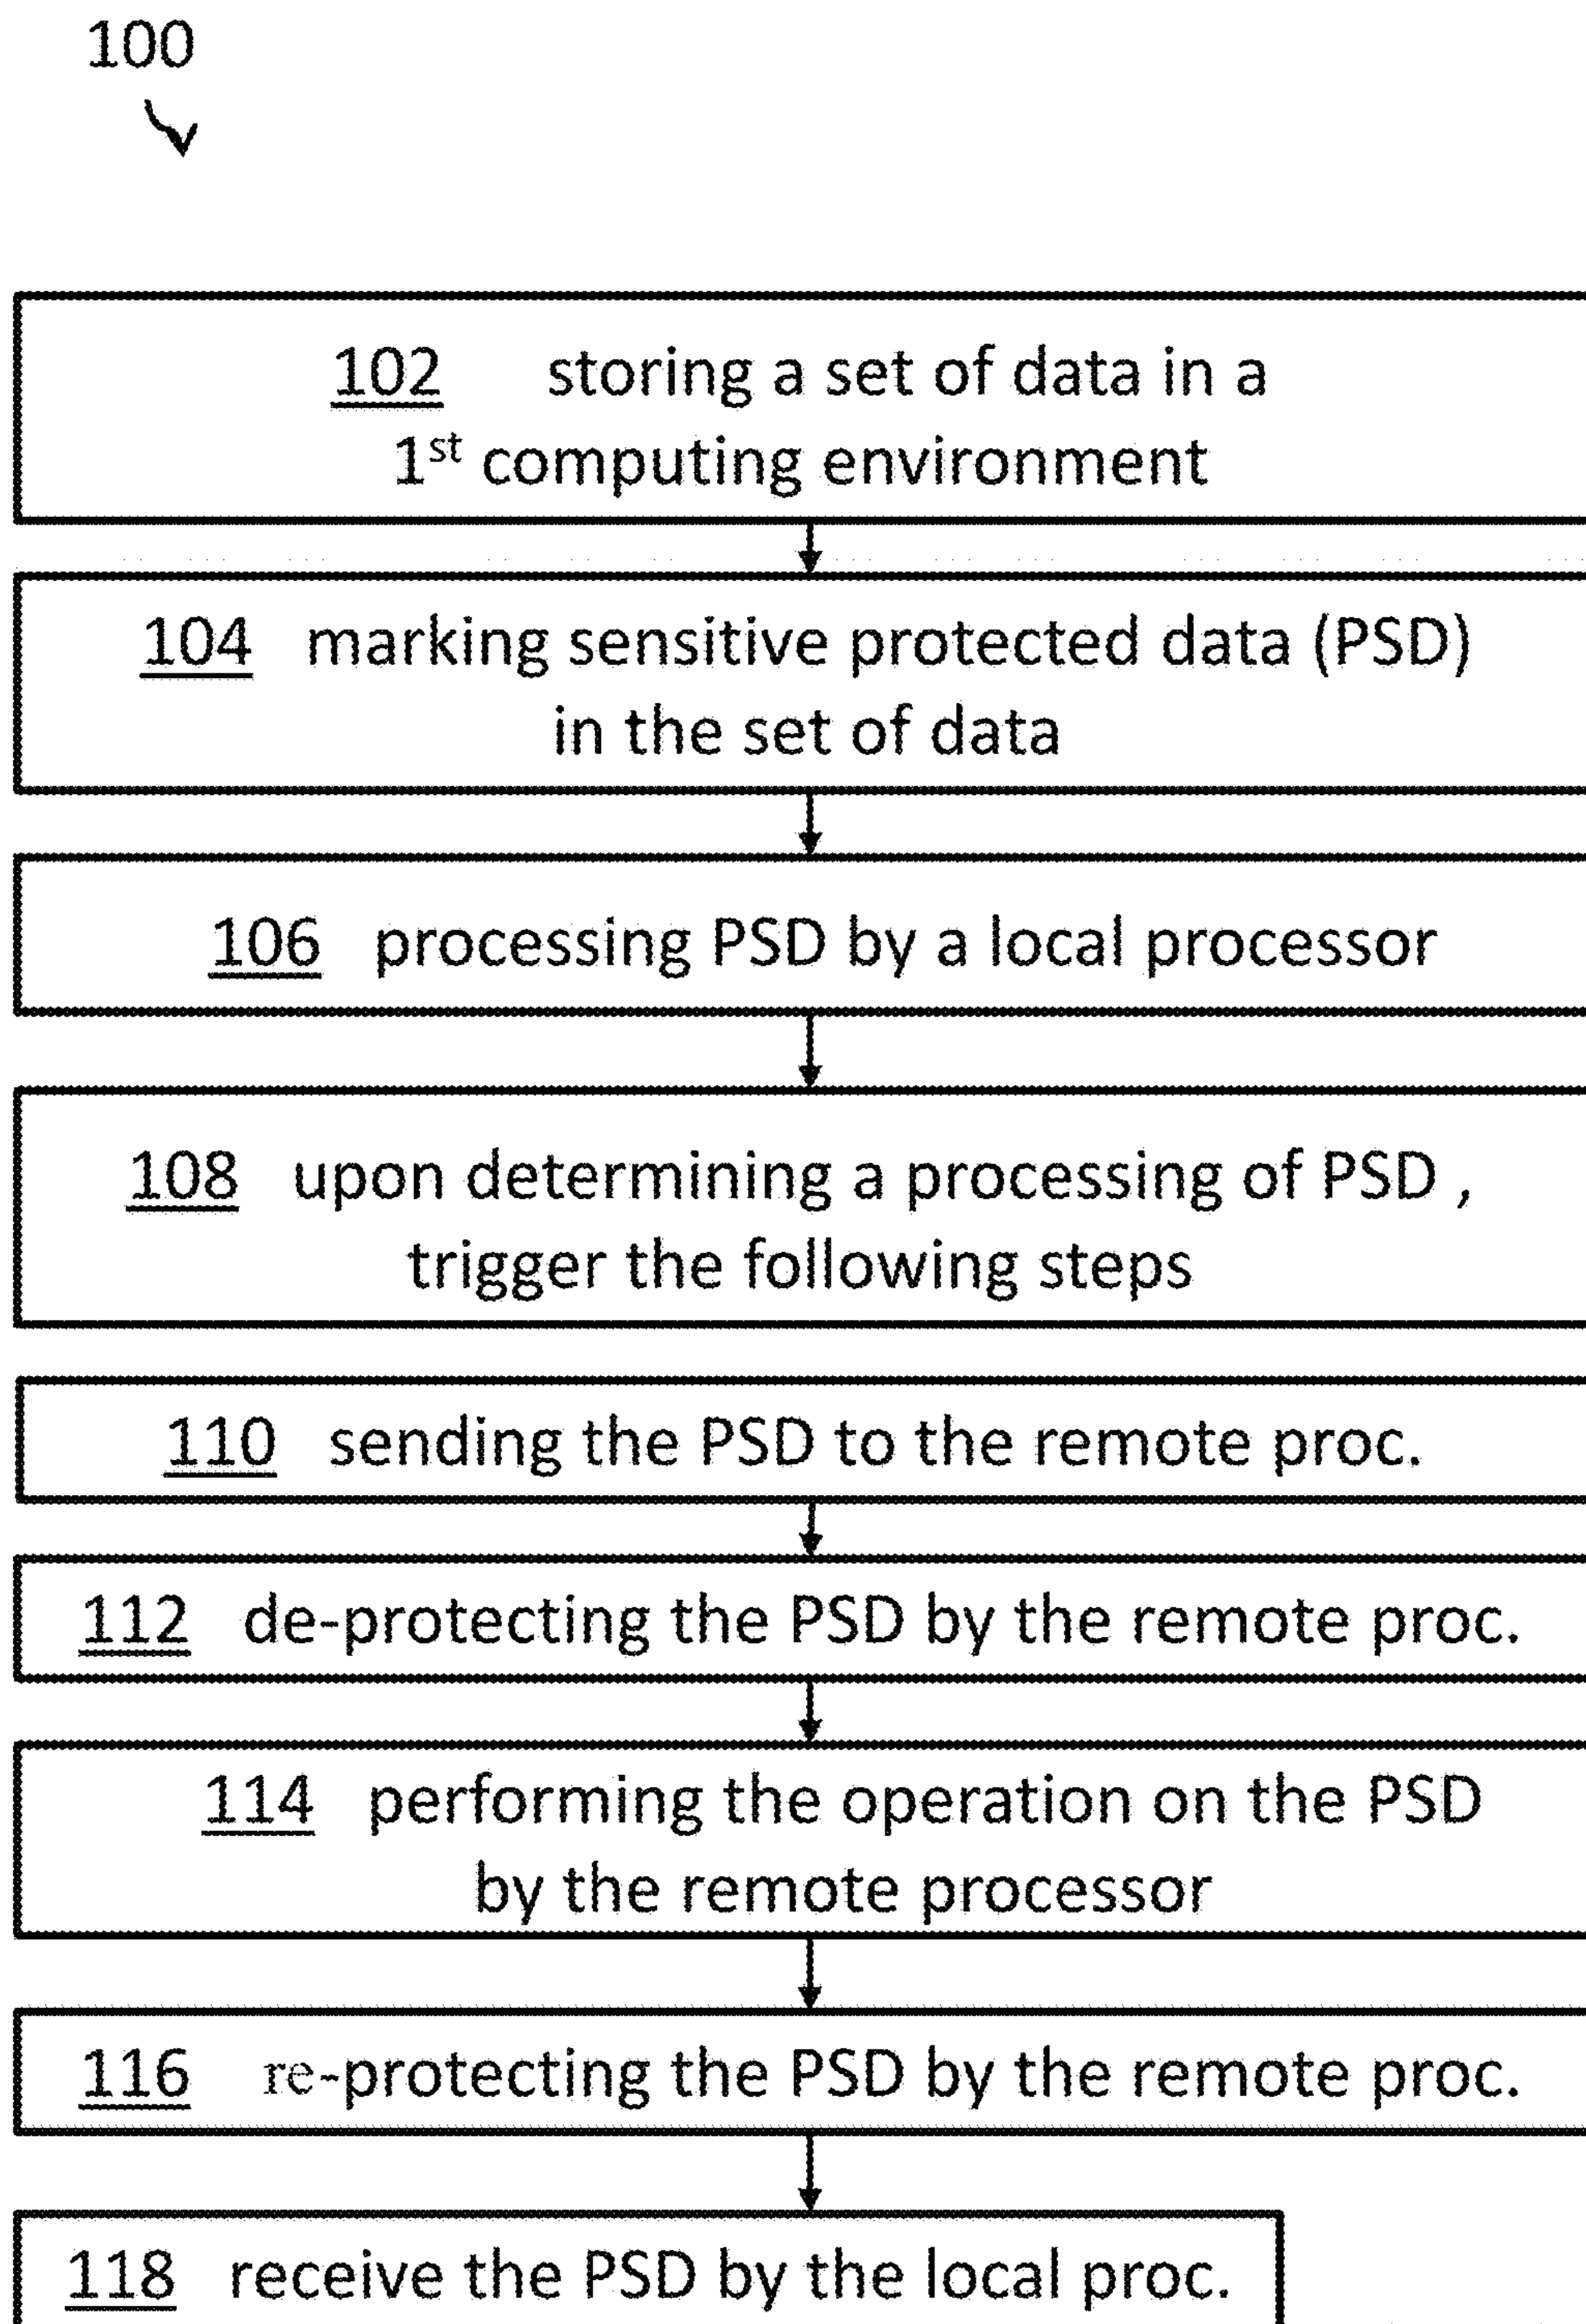 100
102 storing a set of data in a
1st computing environment
104 marking sensitive protected data (PSD)
in the set of data
106 processing PSD by a local processor
108 upon determining a processing of PSD ,
trigger the following steps
110 sending the PSD to the remote proc.
112 de-protecting the PSD by the remote proc.
114 performing the operation on the PSD
by the remote processor
116 re-protecting the PSD by the remote proc.
118 receive the PSD by the local proc.